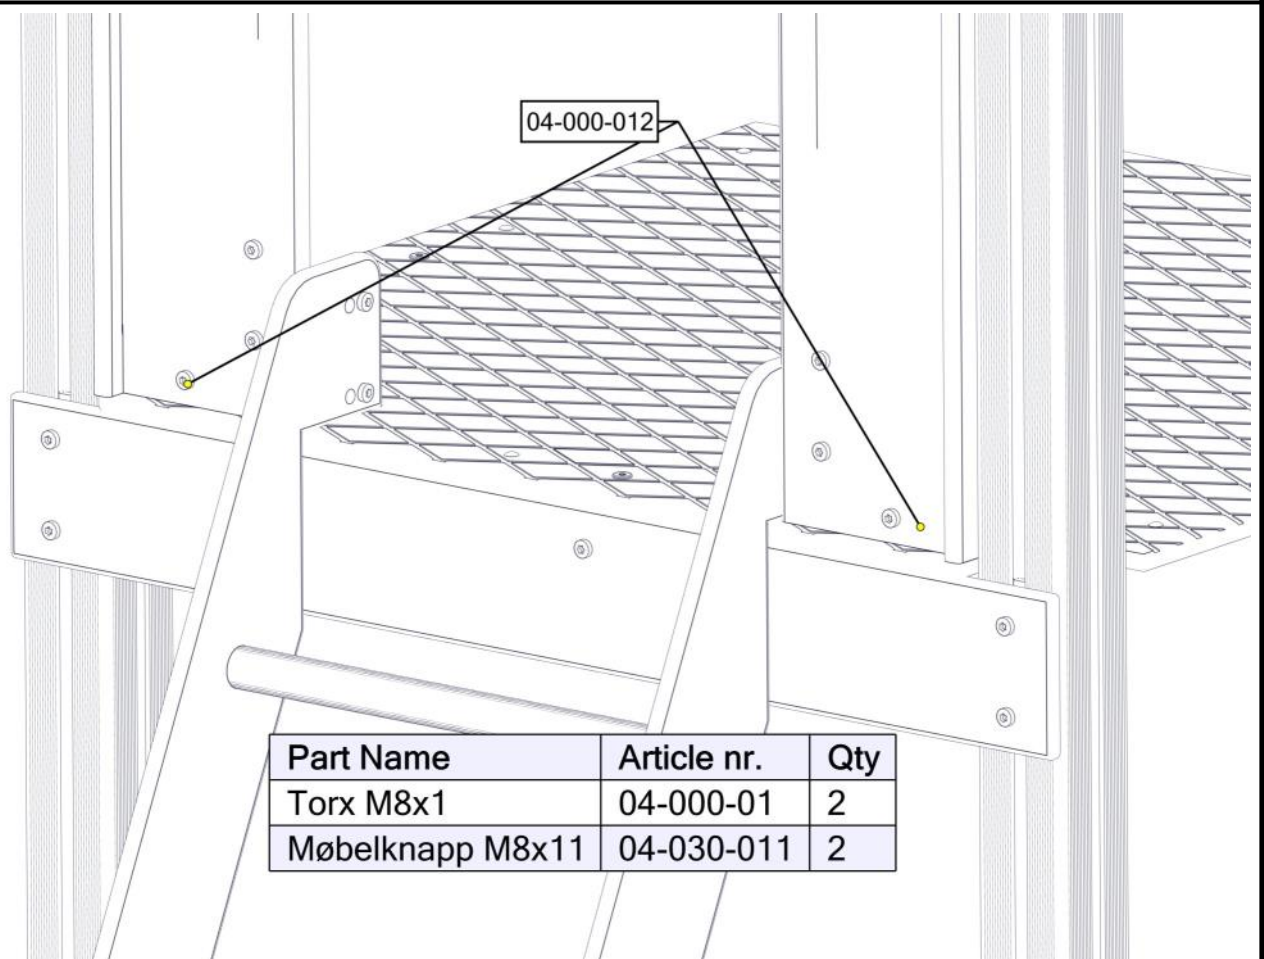 04-000-012
Part Name Article nr. Qty
Torx M8x1 04-000-01 2
Møbelknapp M8x11 04-030-011 2